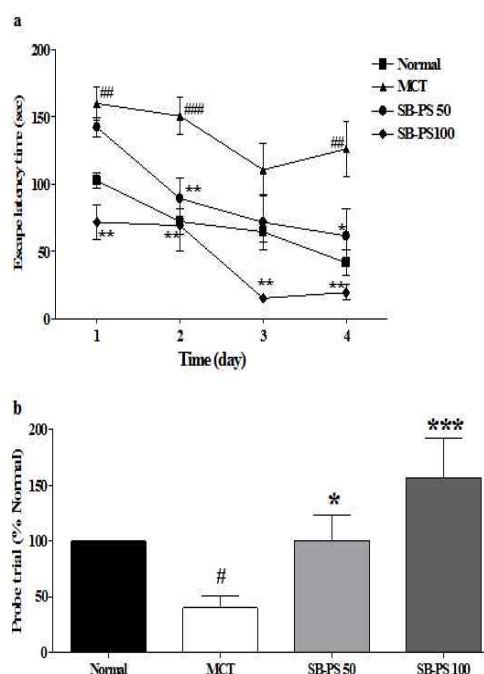 a
200
150
100
50
0
Escape latency time (sec)
Normal
MCT
SB-PS 50
SB-PS100
##
###
##
**
*
**
**
**
**
1 2 3 4
Time (day)
b
200
150
100
50
0
Probe trial (% Normal)
#
*
***
Normal MCT SB-PS 50 SB-PS 100